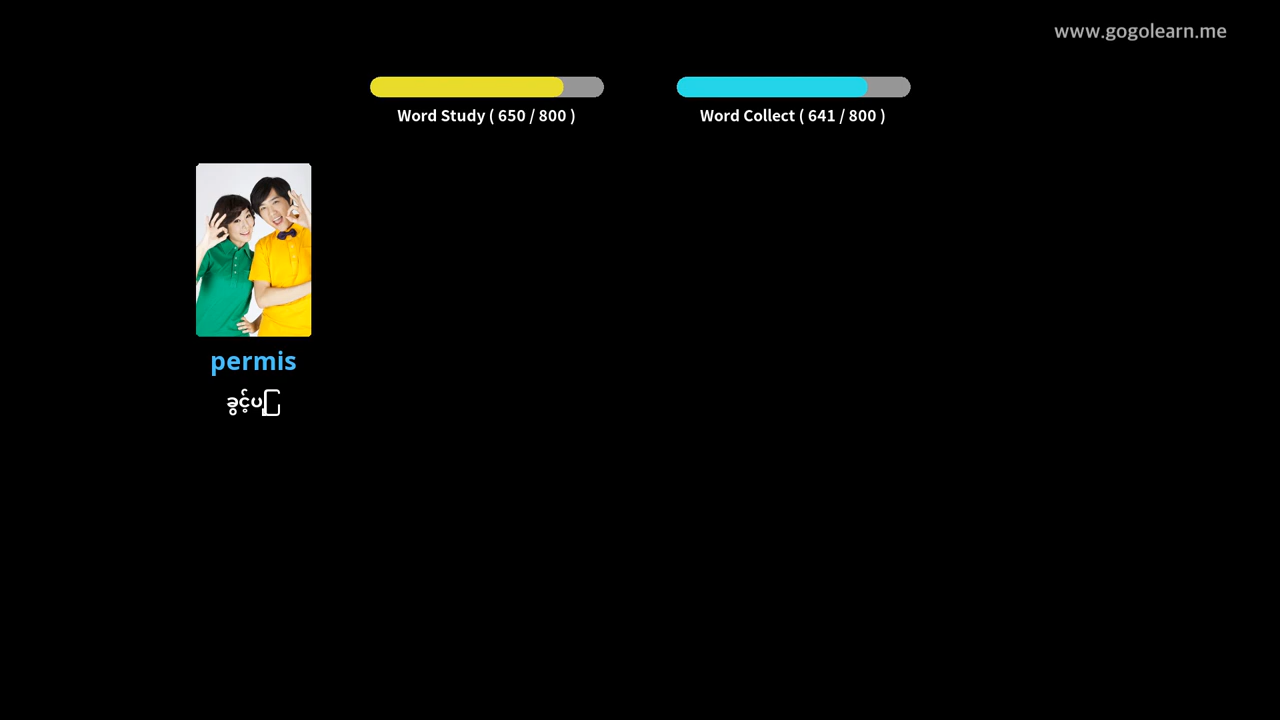 www.gogolearn.me
Word Study ( 650 / 800 )
Word Collect ( 641 / 800 )
permis
ခွင့်ပြု